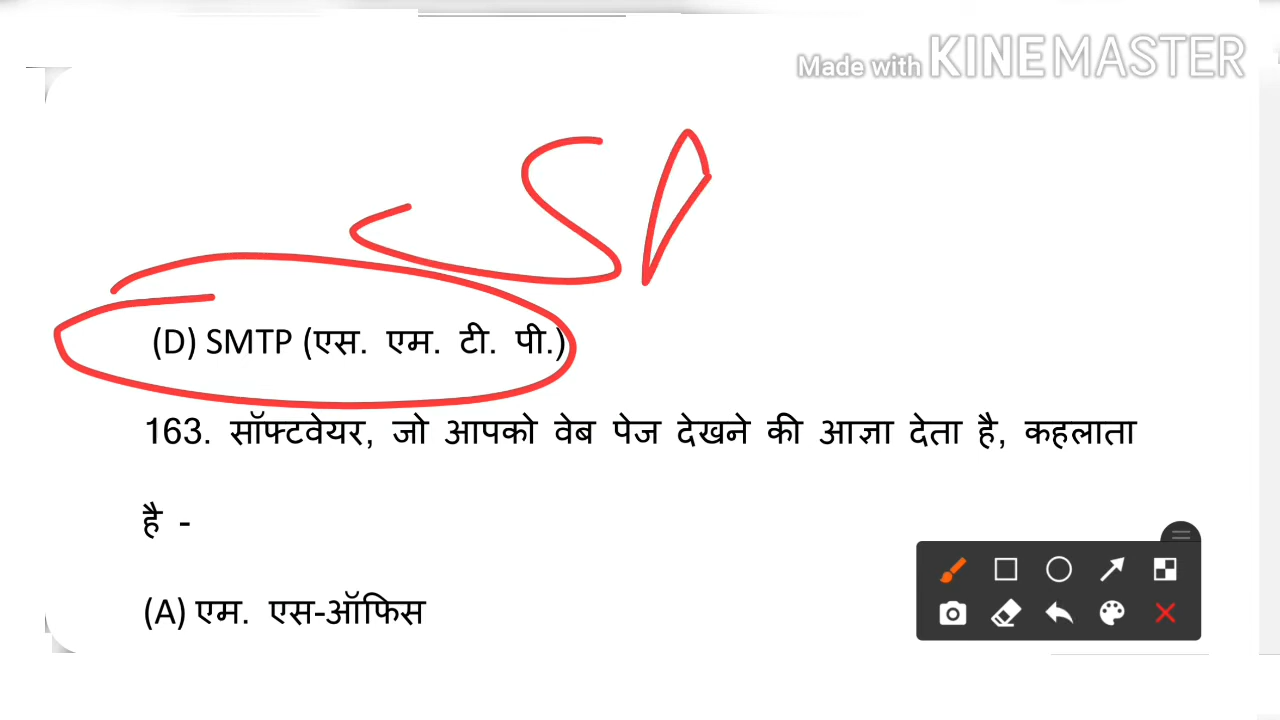 Made with KINEMASTER
(D) SMTP (एस. एम. टी. पी.)
163. सॉफ्टवेयर, जो आपको वेब पेज देखने की आज्ञा देता है, कहलाता
है -
(A) एम. एस-ऑफिस